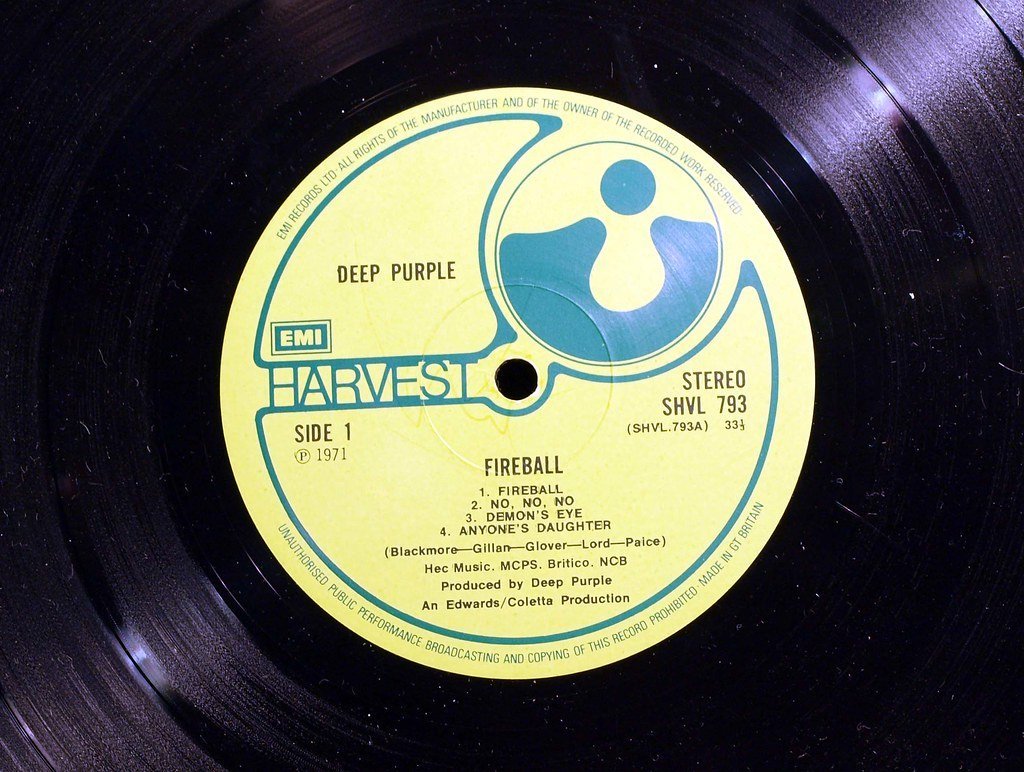 EMI RECORDS LTD · ALL RIGHTS OF THE MANUFACTURER AND OF THE OWNER OF THE RECORDED WORK RESERVED ·
DEEP PURPLE
EMI
HARVEST
STEREO
SHVL 793
(SHVL.793A) 33⅓
SIDE 1
℗ 1971
FIREBALL
1. FIREBALL
2. NO, NO, NO
3. DEMON'S EYE
4. ANYONE'S DAUGHTER
(Blackmore—Gillan—Glover—Lord—Paice)
Hec Music. MCPS. Britico. NCB
Produced by Deep Purple
An Edwards/Coletta Production
UNAUTHORISED PUBLIC PERFORMANCE BROADCASTING AND COPYING OF THIS RECORD PROHIBITED · MADE IN GT BRITAIN